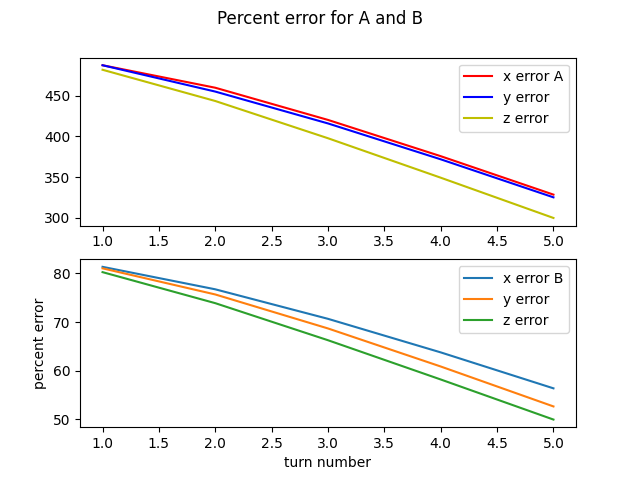 Percent error for A and B
x error A
y error
z error
450
400
350
300
1.0 1.5 2.0 2.5 3.0 3.5 4.0 4.5 5.0
x error B
y error
z error
80
70
60
50
percent error
1.0 1.5 2.0 2.5 3.0 3.5 4.0 4.5 5.0
turn number